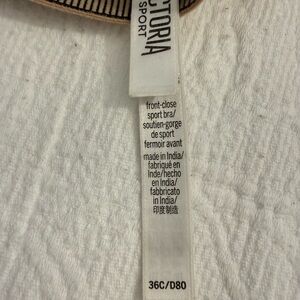 CTORIA
SPORT
front-close
sport bra/
soutien-gorge
de sport
fermoir avant
made in India/
fabriqué en
Inde/hecho
en India/
fabbricato
in India/
印度制造
36C/D80